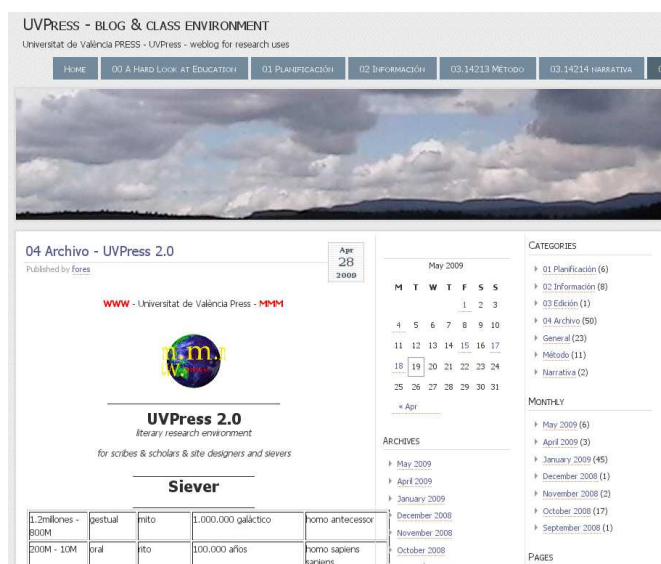 UVPress - blog & class environment
Universitat de València PRESS - UVPress - weblog for research uses
Home 00 A Hard Look at Education 01 Planificación 02 Información 03.14213 Método 03.14214 narrativa
04 Archivo - UVPress 2.0
Published by fores
Apr
28
2009
WWW - Universitat de València Press - MMM
m.m.m
UVPress 2.0
literary research environment
for scribes & scholars & site designers and sievers
Siever
1.2millones - 800M gestual mito 1.000.000 galáctico homo antecessor
200M - 10M oral rito 100.000 años homo sapiens sapiens
May 2009
M T W T F S S
1 2 3
4 5 6 7 8 9 10
11 12 13 14 15 16 17
18 19 20 21 22 23 24
25 26 27 28 29 30 31
« Apr
Archives
May 2009
April 2009
January 2009
December 2008
November 2008
October 2008
Categories
01 Planificación (6)
02 Información (8)
03 Edición (1)
04 Archivo (50)
General (23)
Método (11)
Narrativa (2)
Monthly
May 2009 (6)
April 2009 (3)
January 2009 (45)
December 2008 (1)
November 2008 (2)
October 2008 (17)
September 2008 (1)
Pages